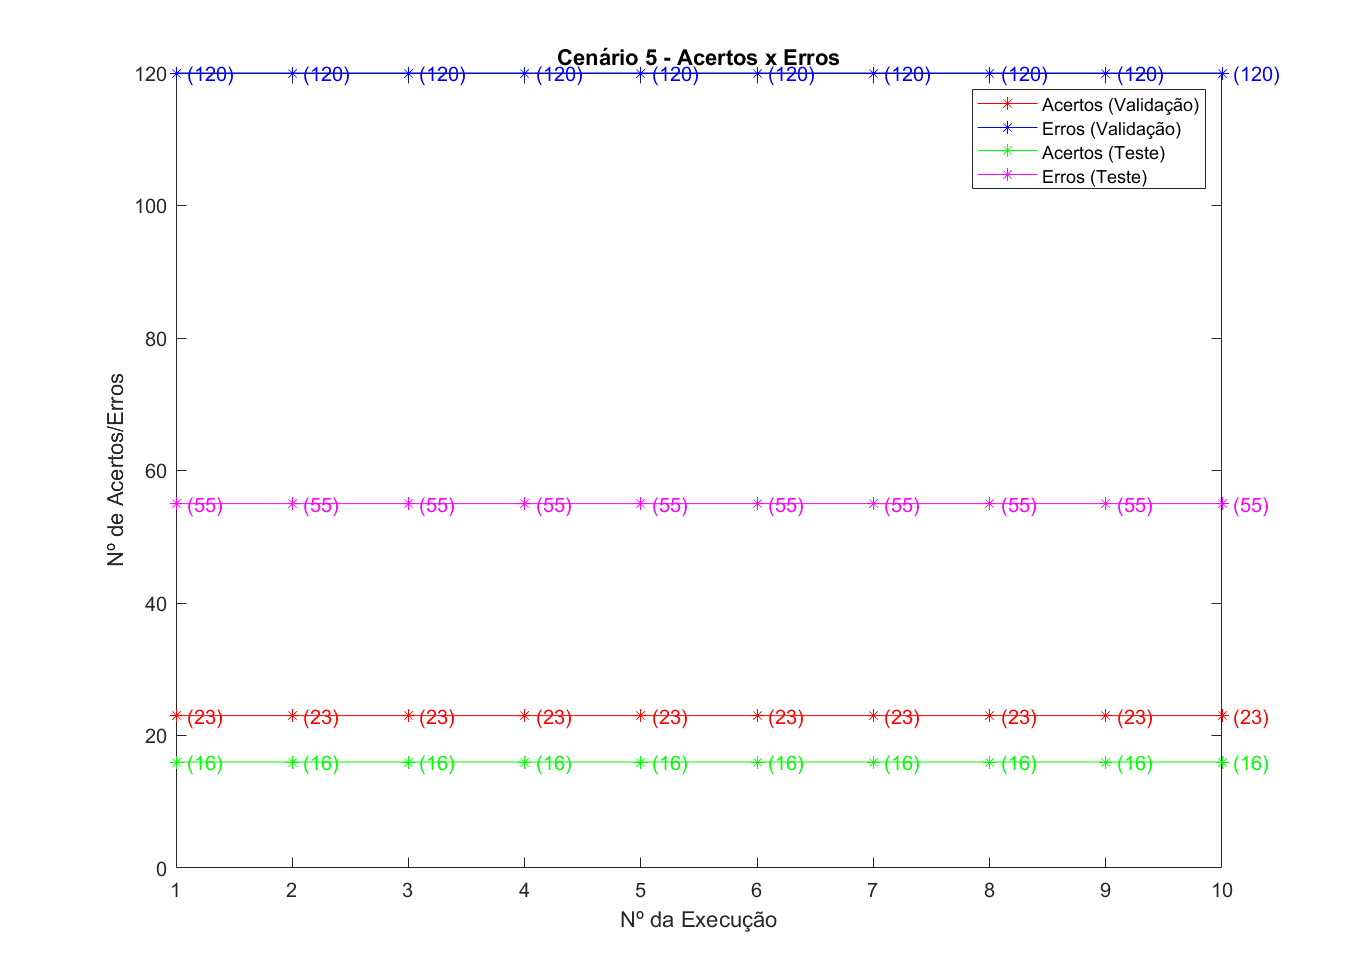 Cenário 5 - Acertos x Erros
120
(120) (120) (120) (120) (120) (120) (120) (120) (120) (120)
Acertos (Validação)
Erros (Validação)
Acertos (Teste)
Erros (Teste)
100
80
60
(55) (55) (55) (55) (55) (55) (55) (55) (55) (55)
Nº de Acertos/Erros
40
(23) (23) (23) (23) (23) (23) (23) (23) (23) (23)
20
(16) (16) (16) (16) (16) (16) (16) (16) (16) (16)
0
1 2 3 4 5 6 7 8 9 10
Nº da Execução